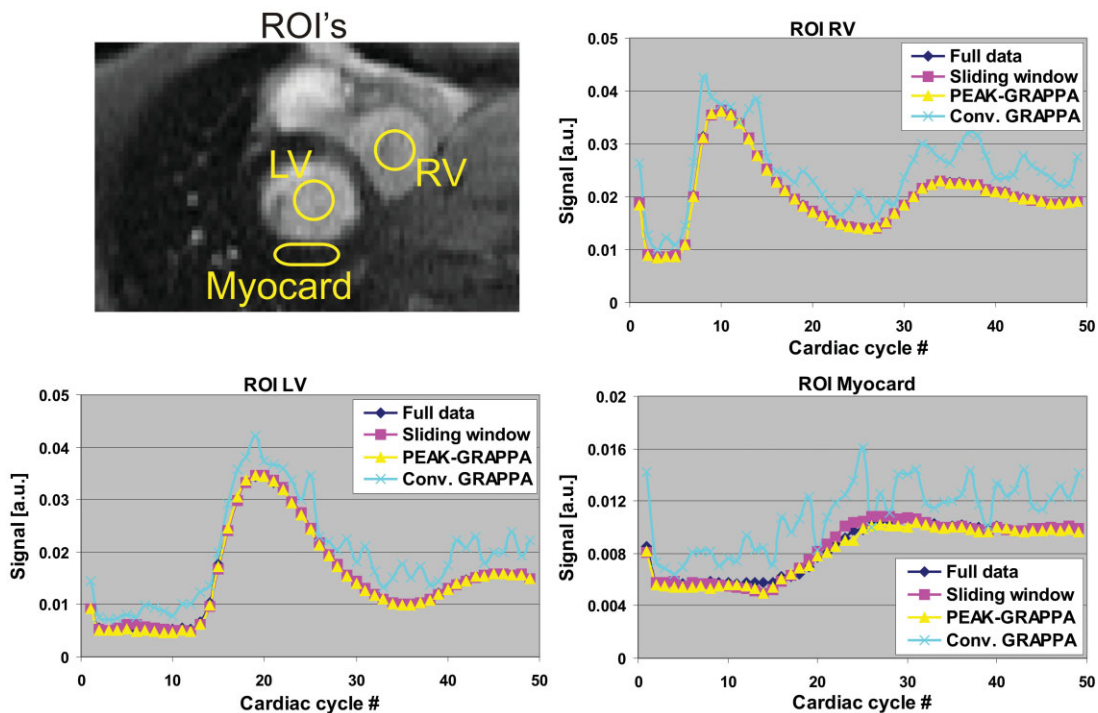 ROI's
LV
RV
Myocard
ROI RV
Signal [a.u.]
0.05
0.04
0.03
0.02
0.01
0
Full data
Sliding window
PEAK-GRAPPA
Conv. GRAPPA
0 10 20 30 40 50
Cardiac cycle #
ROI LV
Signal [a.u.]
0.05
0.04
0.03
0.02
0.01
0
Full data
Sliding window
PEAK-GRAPPA
Conv. GRAPPA
0 10 20 30 40 50
Cardiac cycle #
ROI Myocard
Signal [a.u.]
0.02
0.016
0.012
0.008
0.004
0
Full data
Sliding window
PEAK-GRAPPA
Conv. GRAPPA
0 10 20 30 40 50
Cardiac cycle #